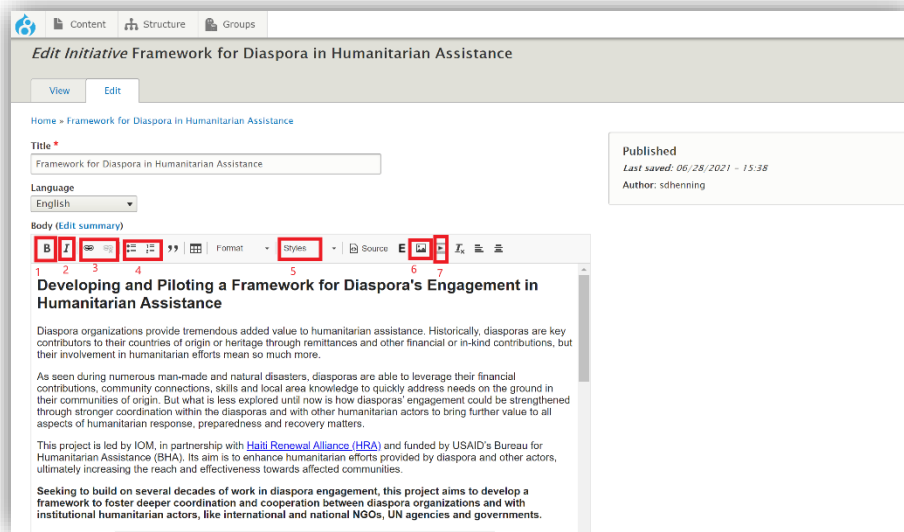 Content Structure Groups
Edit Initiative Framework for Diaspora in Humanitarian Assistance
View Edit
Home » Framework for Diaspora in Humanitarian Assistance
Title *
Framework for Diaspora in Humanitarian Assistance
Published
Last saved: 06/28/2021 - 15:38
Author: sdhenning
Language
English
Body (Edit summary)
B I Format Styles Source E
1 2 3 4 5 6 7
Developing and Piloting a Framework for Diaspora's Engagement in
Humanitarian Assistance
Diaspora organizations provide tremendous added value to humanitarian assistance. Historically, diasporas are key
contributors to their countries of origin or heritage through remittances and other financial or in-kind contributions, but
their involvement in humanitarian efforts mean so much more.
As seen during numerous man-made and natural disasters, diasporas are able to leverage their financial
contributions, community connections, skills and local area knowledge to quickly address needs on the ground in
their communities of origin. But what is less explored until now is how diasporas' engagement could be strengthened
through stronger coordination within the diasporas and with other humanitarian actors to bring further value to all
aspects of humanitarian response, preparedness and recovery matters.
This project is led by IOM, in partnership with Haiti Renewal Alliance (HRA) and funded by USAID's Bureau for
Humanitarian Assistance (BHA). Its aim is to enhance humanitarian efforts provided by diaspora and other actors,
ultimately increasing the reach and effectiveness towards affected communities.
Seeking to build on several decades of work in diaspora engagement, this project aims to develop a
framework to foster deeper coordination and cooperation between diaspora organizations and with
institutional humanitarian actors, like international and national NGOs, UN agencies and governments.